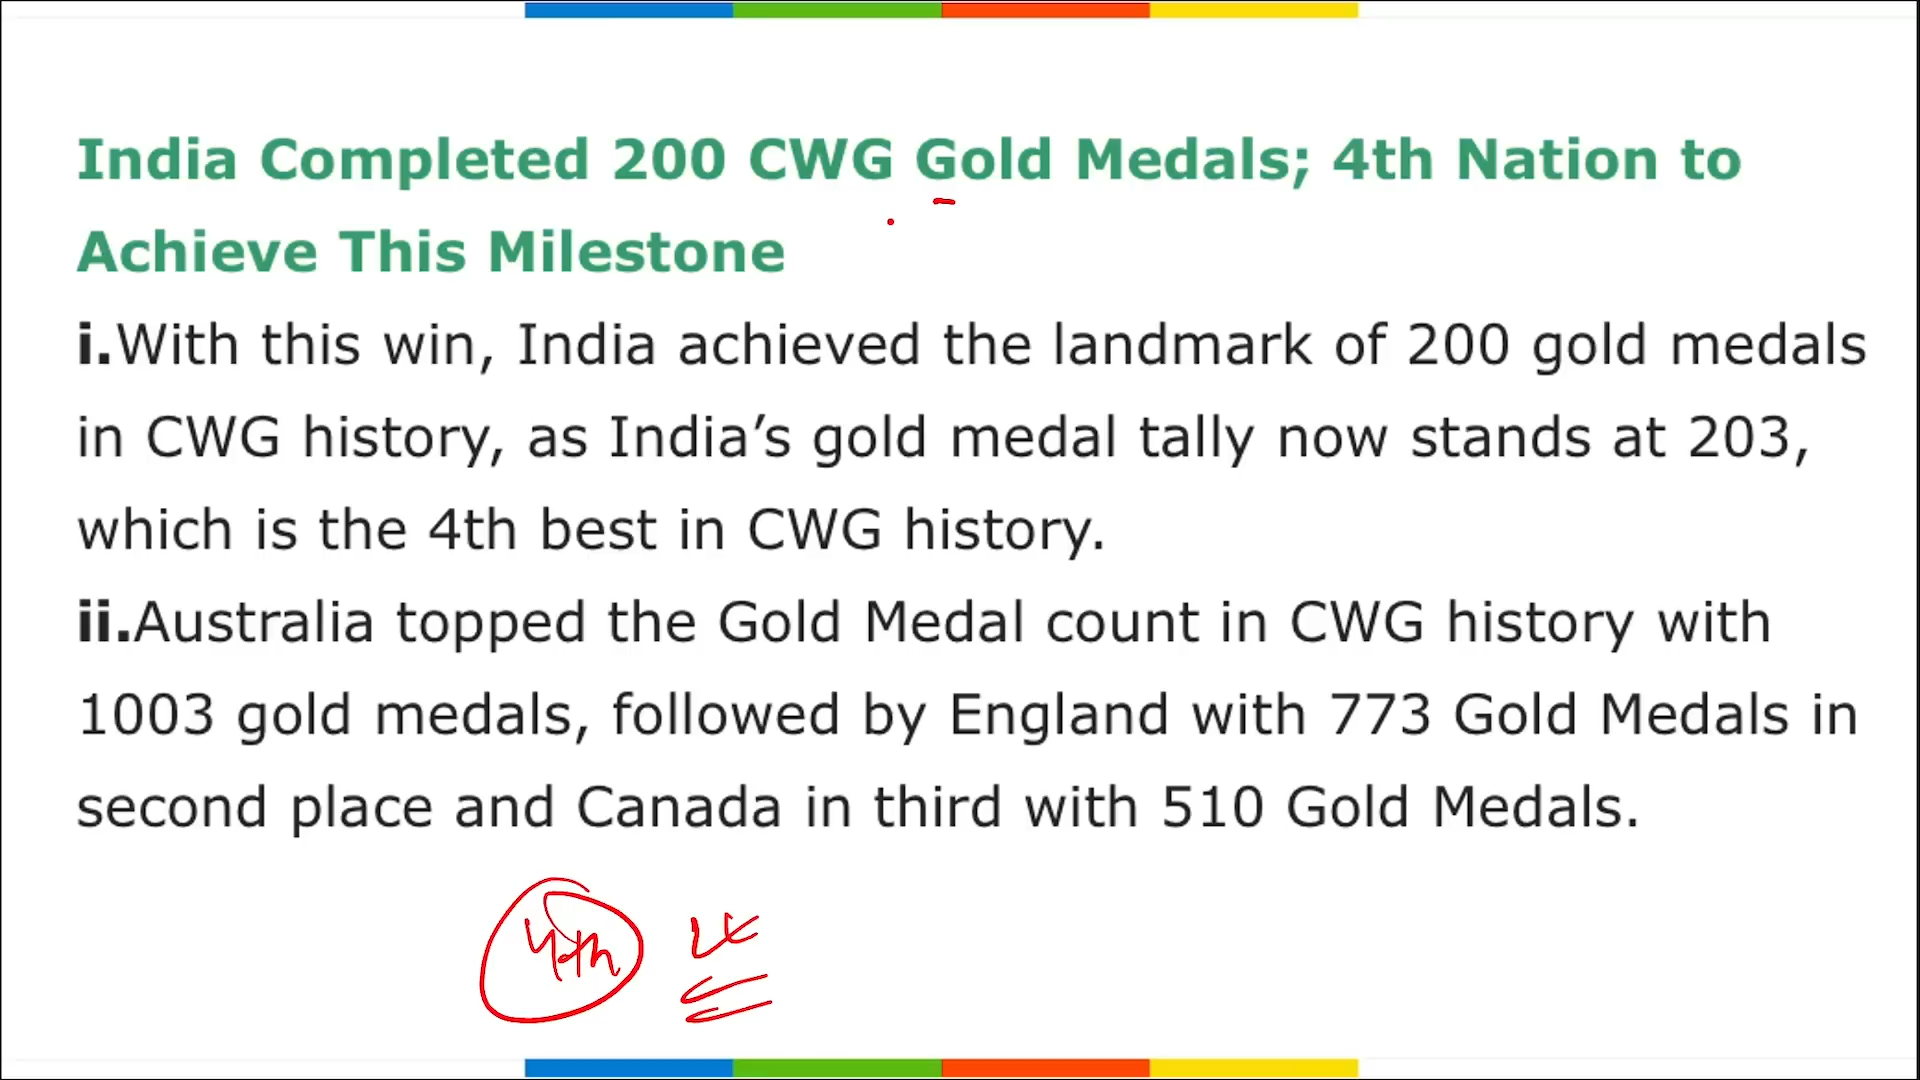 India Completed 200 CWG Gold Medals; 4th Nation to
Achieve This Milestone
i.With this win, India achieved the landmark of 200 gold medals
in CWG history, as India’s gold medal tally now stands at 203,
which is the 4th best in CWG history.
ii.Australia topped the Gold Medal count in CWG history with
1003 gold medals, followed by England with 773 Gold Medals in
second place and Canada in third with 510 Gold Medals.
4th